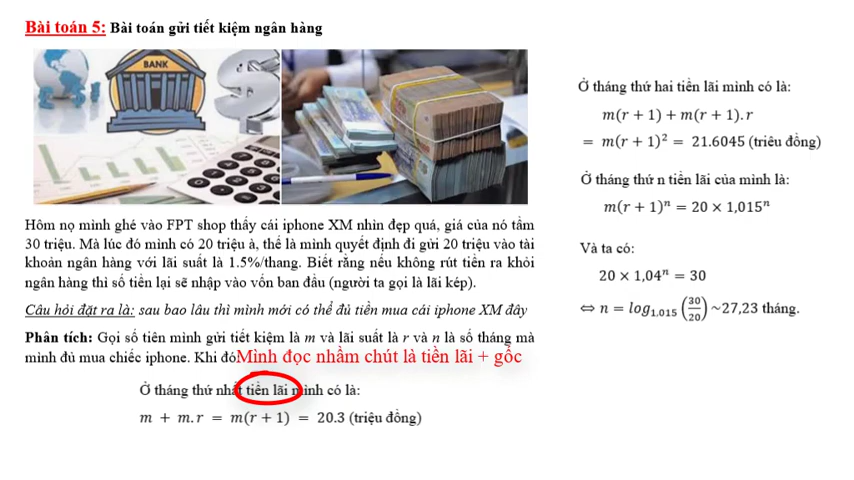 Bài toán 5: Bài toán gửi tiết kiệm ngân hàng
BANK
Hôm nọ mình ghé vào FPT shop thấy cái iphone XM nhìn đẹp quá, giá của nó tầm
30 triệu. Mà lúc đó mình có 20 triệu à, thế là mình quyết định đi gửi 20 triệu vào tài
khoản ngân hàng với lãi suất là 1.5%/thang. Biết rằng nếu không rút tiền ra khỏi
ngân hàng thì số tiền lại sẽ nhập vào vốn ban đầu (người ta gọi là lãi kép).
Câu hỏi đặt ra là: sau bao lâu thì mình mới có thể đủ tiền mua cái iphone XM đây
Phân tích: Gọi số tiên mình gửi tiết kiệm là m và lãi suất là r và n là số tháng mà
mình đủ mua chiếc iphone. Khi đóMình đọc nhầm chút là tiền lãi + gốc
Ở tháng thứ nhất tiền lãi mình có là:
m + m.r = m(r + 1) = 20.3 (triệu đồng)
Ở tháng thứ hai tiền lãi mình có là:
m(r + 1) + m(r + 1).r
= m(r + 1)² = 21.6045 (triêu đồng)
Ở tháng thứ n tiền lãi của mình là:
m(r + 1)ⁿ = 20 × 1,015ⁿ
Và ta có:
20 × 1,04ⁿ = 30
⇔ n = log₁.₀₁₅ (30/20) ~27,23 tháng.